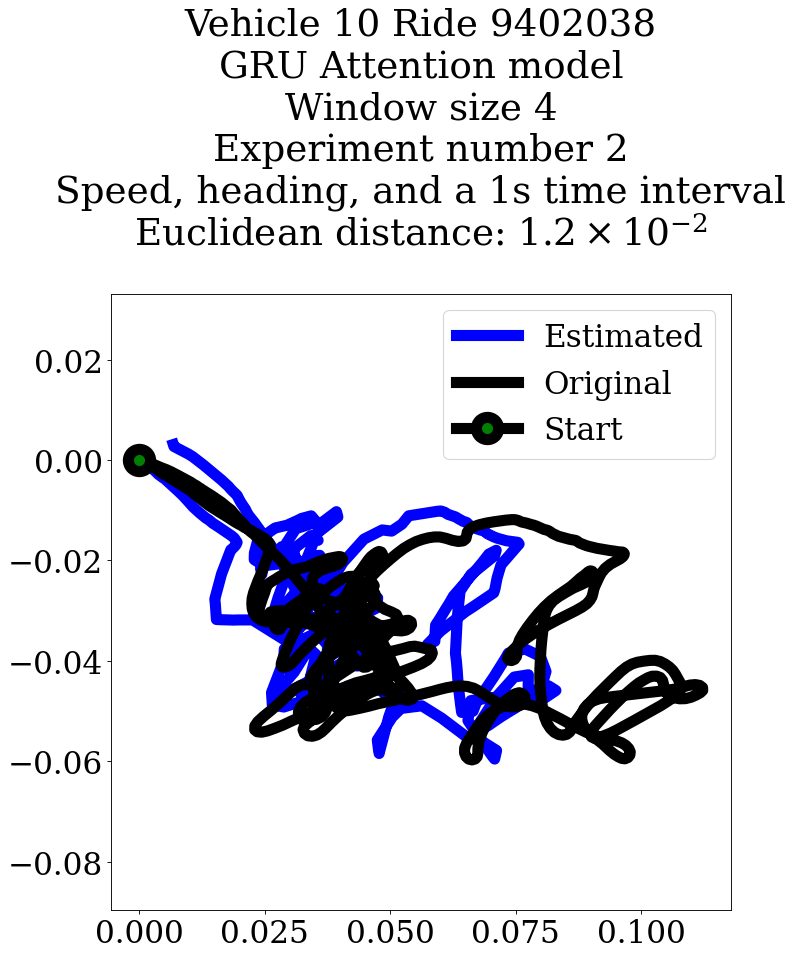 Vehicle 10 Ride 9402038
GRU Attention model
Window size 4
Experiment number 2
Speed, heading, and a 1s time interval
Euclidean distance: 1.2 × 10⁻²
Estimated
Original
Start
0.02
0.00
−0.02
−0.04
−0.06
−0.08
0.000 0.025 0.050 0.075 0.100